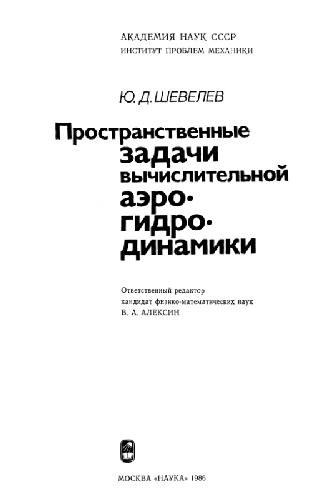 АКАДЕМИЯ НАУК СССР
ИНСТИТУТ ПРОБЛЕМ МЕХАНИКИ
Ю. Д. ШЕВЕЛЕВ
Пространственные
задачи
вычислительной
аэро-
гидро-
динамики
Ответственный редактор
кандидат физико-математических наук
В. А. АЛЕКСИН
МОСКВА «НАУКА» 1986